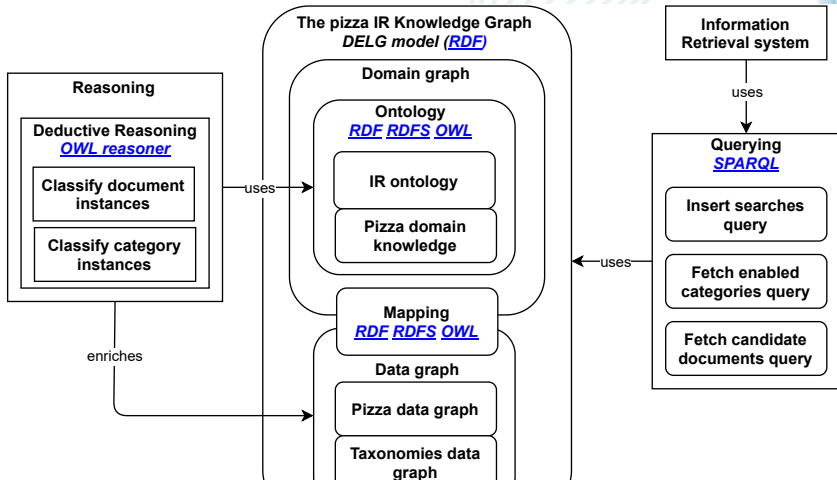 The pizza IR Knowledge Graph
DELG model (RDF)
Domain graph
Ontology
RDF RDFS OWL
IR ontology
Pizza domain
knowledge
Mapping
RDF RDFS OWL
Data graph
Pizza data graph
Taxonomies data
graph
Reasoning
Deductive Reasoning
OWL reasoner
Classify document
instances
Classify category
instances
uses
enriches
Information
Retrieval system
uses
Querying
SPARQL
Insert searches
query
Fetch enabled
categories query
Fetch candidate
documents query
uses